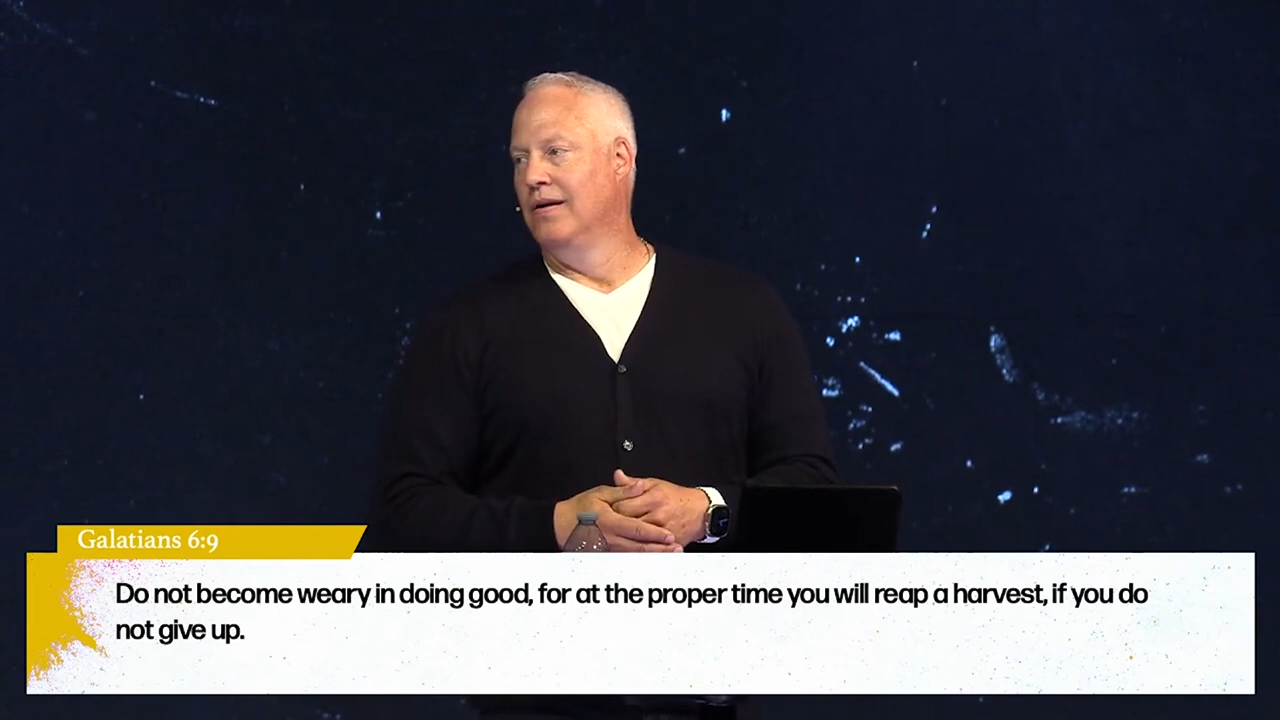 Galatians 6:9
Do not become weary in doing good, for at the proper time you will reap a harvest, if you do
not give up.